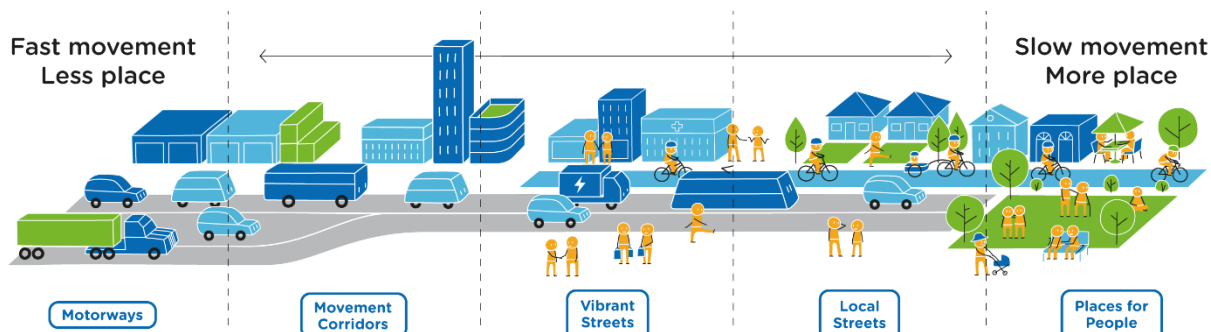 Fast movement
Less place
Slow movement
More place
Motorways
Movement
Corridors
Vibrant
Streets
Local
Streets
Places for
People